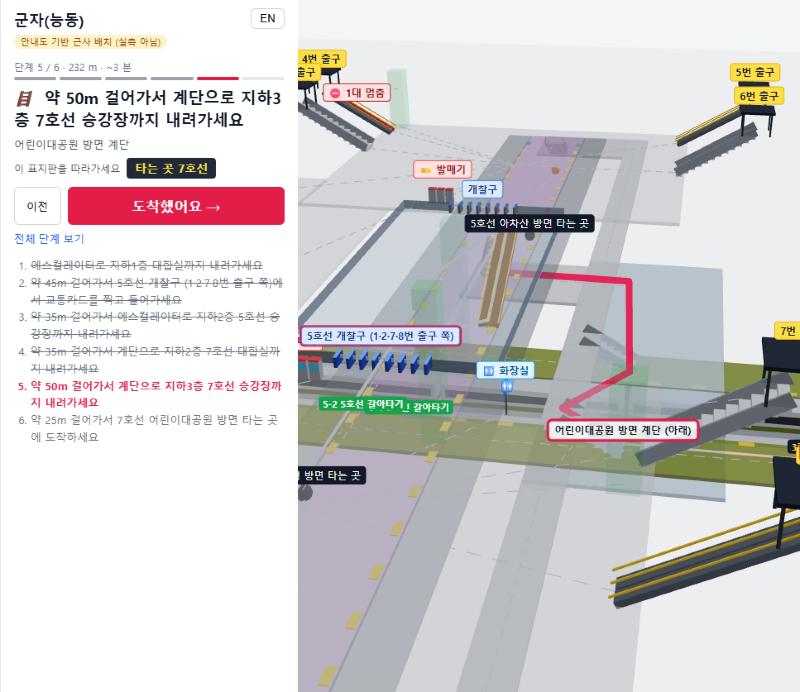 군자(능동)
EN
안내도 기반 근사 배치 (실측 아님)
단계 5 / 6 · 232 m · ~3 분
약 50m 걸어가서 계단으로 지하3
층 7호선 승강장까지 내려가세요
어린이대공원 방면 계단
이 표지판을 따라가세요
타는 곳 7호선
이전
도착했어요 →
전체 단계 보기
1. 에스컬레이터로 지하1층 대합실까지 내려가세요
2. 약 45m 걸어가서 5호선 개찰구 (1·2·7·8번 출구 쪽)에
서 교통카드를 찍고 들어가세요
3. 약 35m 걸어가서 에스컬레이터로 지하2층 5호선 승
강장까지 내려가세요
4. 약 35m 걸어가서 계단으로 지하2층 7호선 대합실까
지 내려가세요
5. 약 50m 걸어가서 계단으로 지하3층 7호선 승강장까
지 내려가세요
6. 약 25m 걸어가서 7호선 어린이대공원 방면 타는 곳
에 도착하세요
4번 출구
출구
1대 멈춤
5번 출구
6번 출구
발매기
개찰구
5호선 아차산 방면 타는 곳
5호선 개찰구 (1·2·7·8번 출구 쪽)
7번
화장실
5-2 5호선 갈아타기
갈아타기
어린이대공원 방면 계단 (아래)
방면 타는 곳